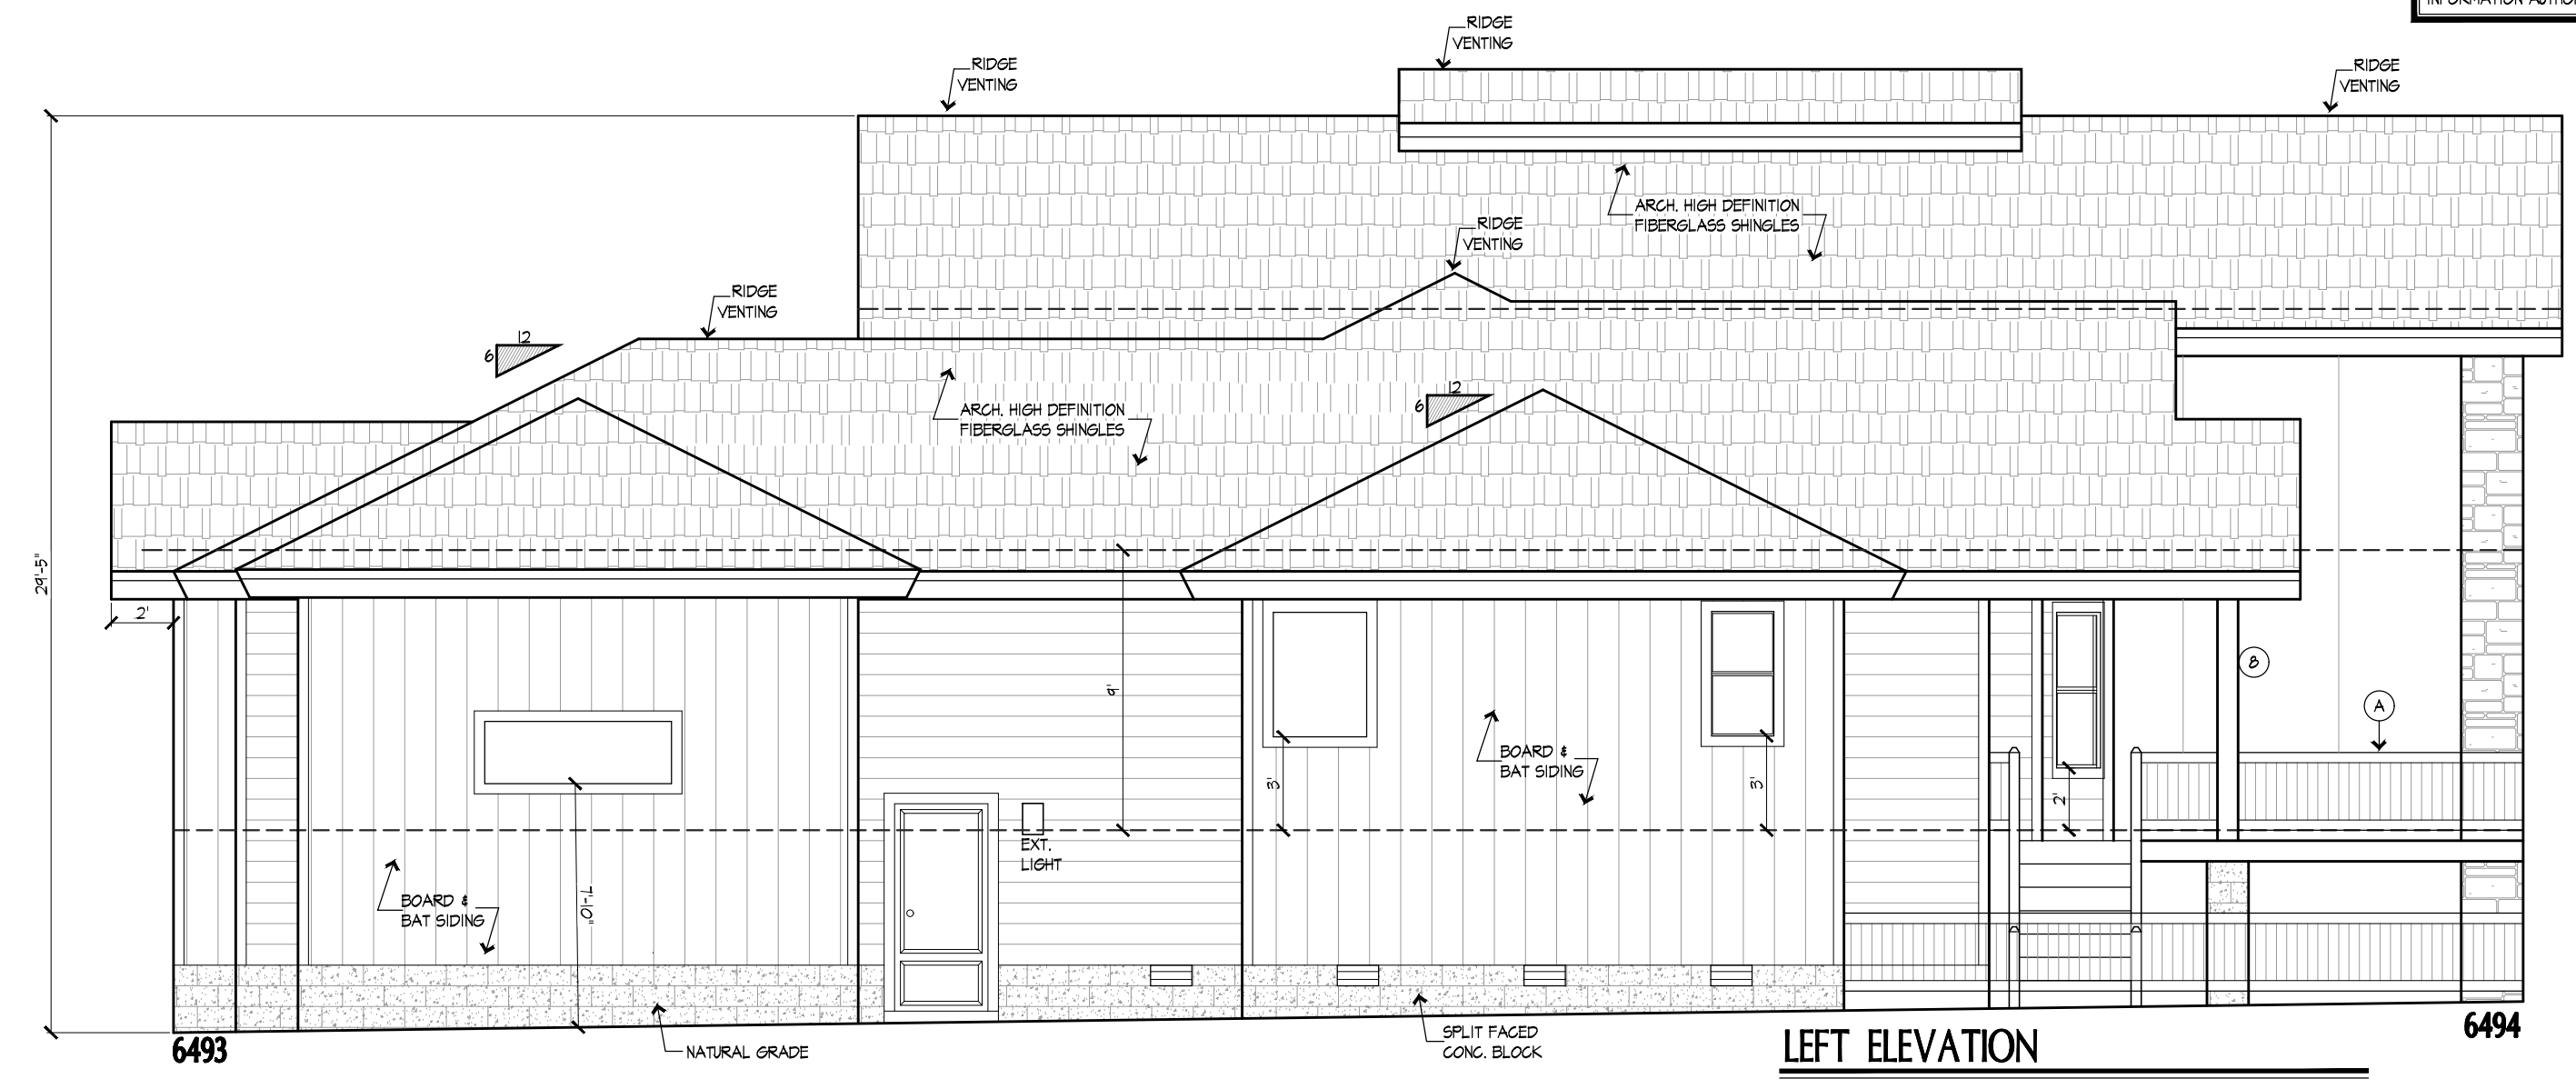 RIDGE
VENTING
RIDGE
VENTING
RIDGE
VENTING
ARCH. HIGH DEFINITION
FIBERGLASS SHINGLES
RIDGE
VENTING
RIDGE
VENTING
12
6
12
6
ARCH. HIGH DEFINITION
FIBERGLASS SHINGLES
29'-5"
2'
9'
8
A
BOARD &
BAT SIDING
3'
3'
2'
EXT.
LIGHT
7'-10"
BOARD &
BAT SIDING
6493
NATURAL GRADE
SPLIT FACED
CONC. BLOCK
LEFT ELEVATION
6494